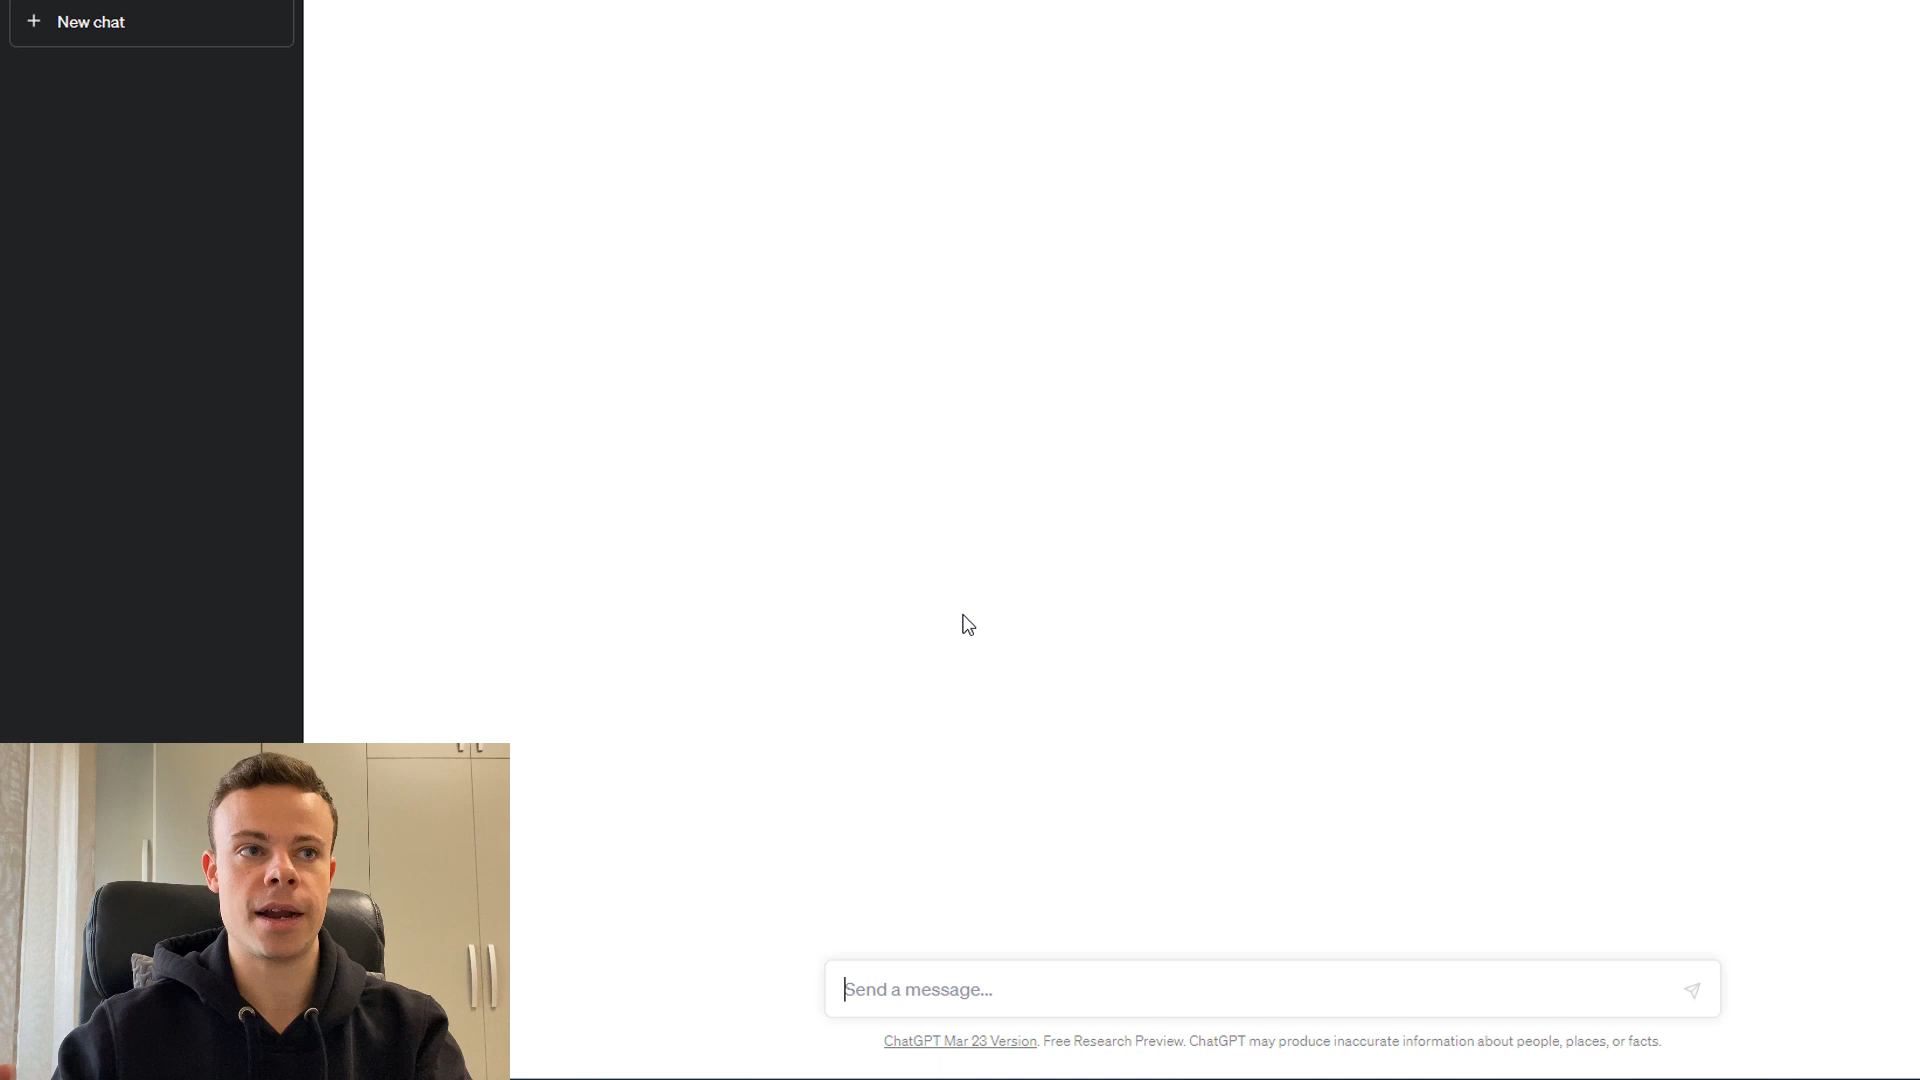 New chat
Send a message...
ChatGPT Mar 23 Version. Free Research Preview. ChatGPT may produce inaccurate information about people, places, or facts.